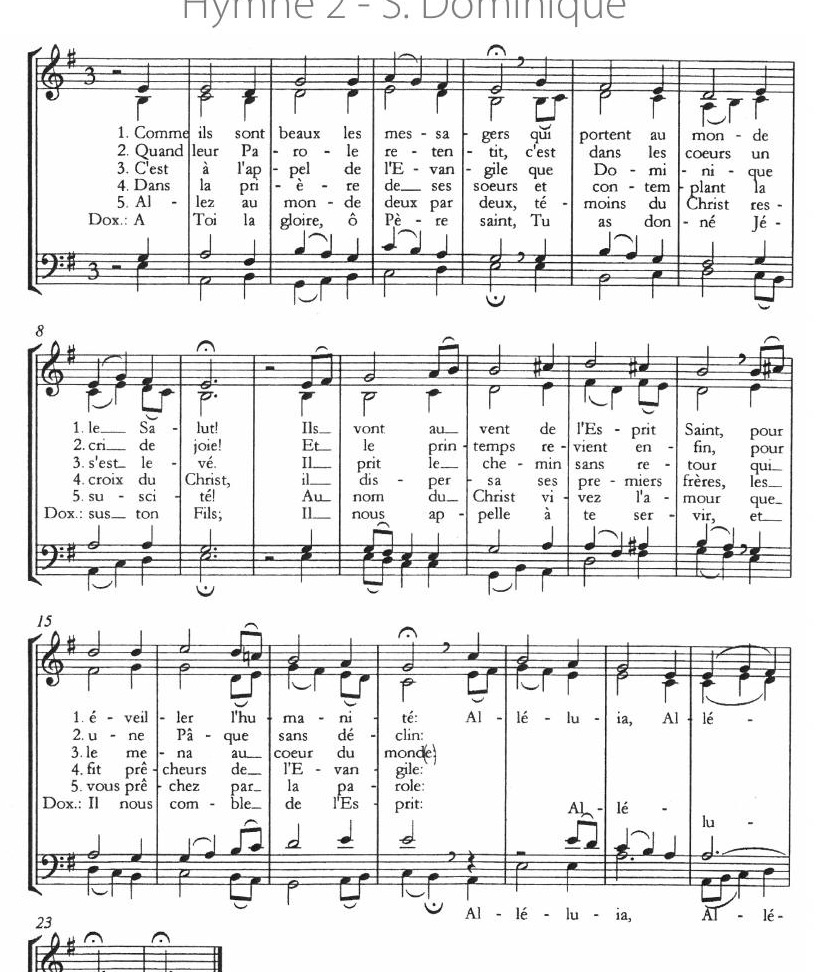 Hymne 2 - S. Dominique
3
1. Comme ils sont beaux les mes - sa - gers qui portent au mon - de
2. Quand leur Pa - ro - le re - ten - tit, c'est dans les coeurs un
3. C'est à l'ap - pel de l'E - van - gile que Do - mi - ni - que
4. Dans la pri - è - re de ses soeurs et con - tem - plant la
5. Al - lez au mon - de deux par deux, té - moins du Christ res -
Dox.: A Toi la gloire, ô Pè - re saint, Tu as don - né Jé -
3
8
1. le Sa - lut! Ils vont au vent de l'Es - prit Saint, pour
2. cri de joie! Et le prin - temps re - vient en - fin, pour
3. s'est le - vé. Il prit le che - min sans re - tour qui
4. croix du Christ, il dis - per - sa ses pre - miers frères, les
5. su - sci - té! Au nom du Christ vi - vez l'a - mour que
Dox.: sus ton Fils; Il nous ap - pelle à te ser - vir, et
15
1. é - veil - ler l'hu - ma - ni - té: Al - lé - lu - ia, Al - lé -
2. u - ne Pâ - que sans dé - clin:
3. le me - na au coeur du monde(:)
4. fit prê - cheurs de l'E - van - gile:
5. vous prê - chez par la pa - role:
Dox.: Il nous com - ble de l'Es - prit: Al - lé -
lu -
Al - lé - lu - ia, Al - lé-
23